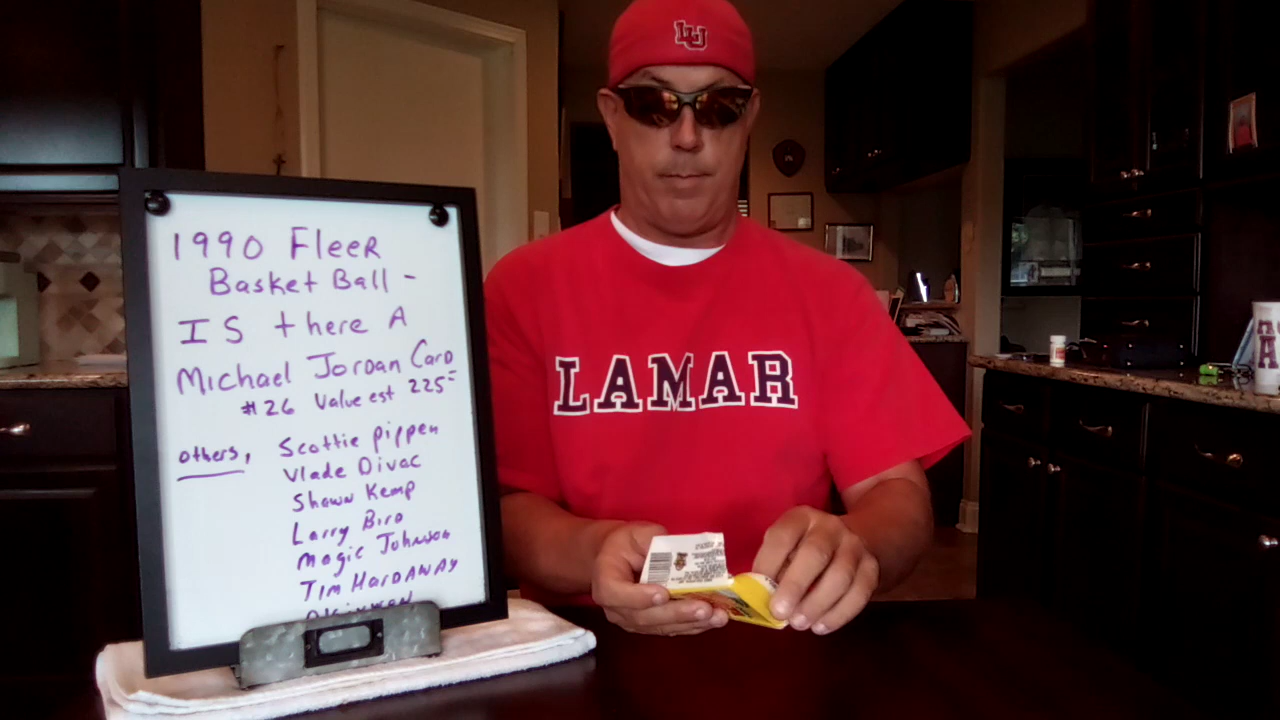 LU
1990 FleeR
Basket Ball -
IS there A
Michael Jordan Card
#26 Value est 225=
others, Scottie pippen
Vlade Divac
Shawn Kemp
Larry Bird
Magic Johnson
Tim HARDAWAY
LAMAR